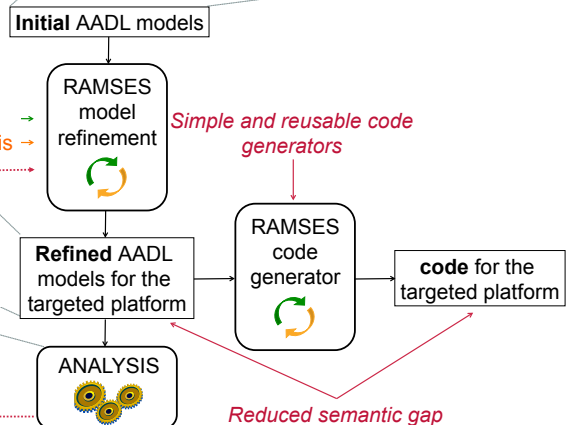 Initial AADL models
RAMSES
model
refinement
is
Simple and reusable code
generators
Refined AADL
models for the
targeted platform
RAMSES
code
generator
code for the
targeted platform
ANALYSIS
Reduced semantic gap